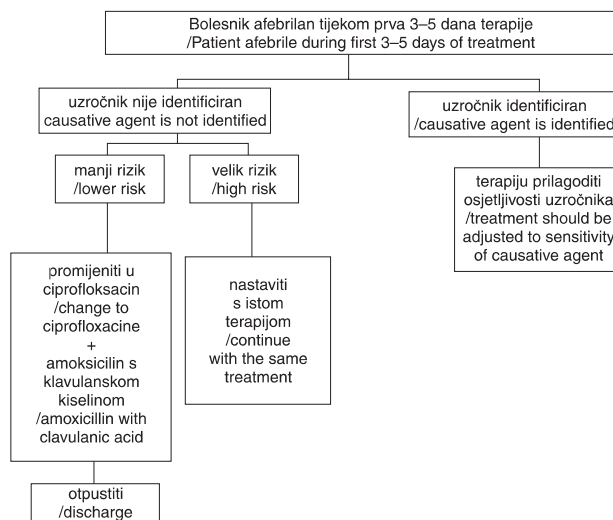 Bolesnik afebrilan tijekom prva 3–5 dana terapije
/Patient afebrile during first 3–5 days of treatment
uzročnik nije identificiran
causative agent is not identified
uzročnik identificiran
/causative agent is identified
manji rizik
/lower risk
velik rizik
/high risk
terapiju prilagoditi
osjetljivosti uzročnika
/treatment should be
adjusted to sensitivity
of causative agent
promijeniti u
ciprofloksacin
/change to
ciprofloxacine
+
amoksicilin s
klavulanskom
kiselinom
/amoxicillin with
clavulanic acid
nastaviti
s istom
terapijom
/continue
with the same
treatment
otpustiti
/discharge